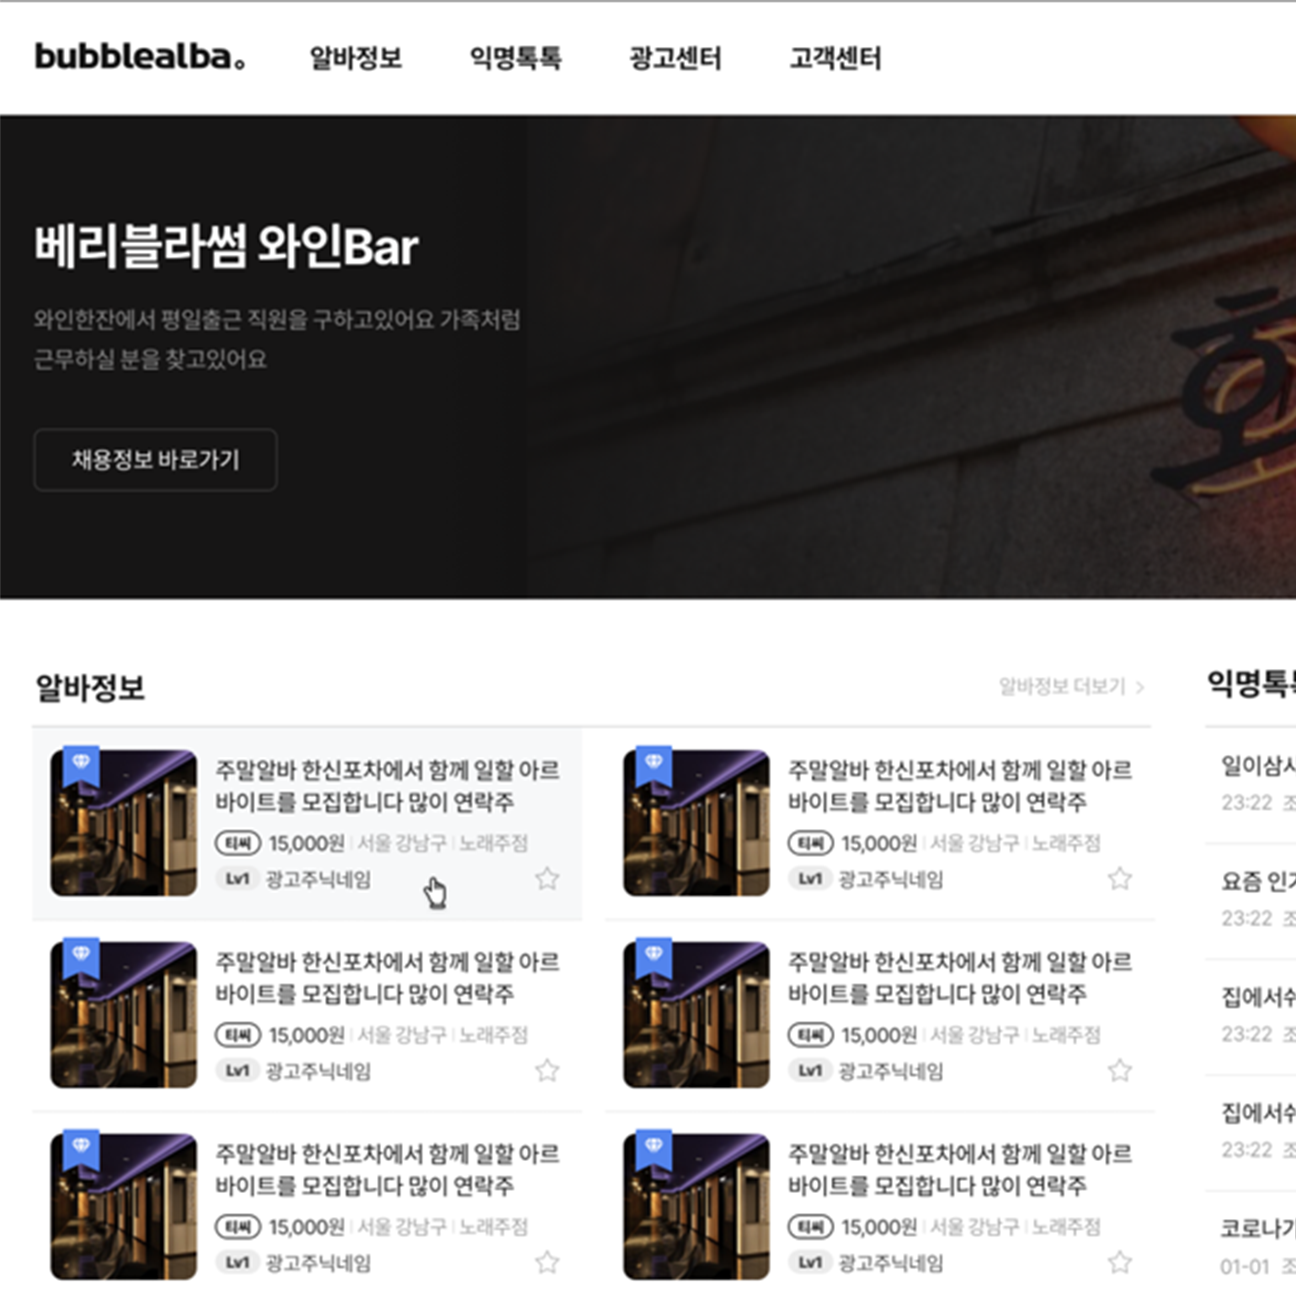 bubblealba。
알바정보
익명톡톡
광고센터
고객센터
베리블라썸 와인Bar
와인한잔에서 평일출근 직원을 구하고있어요 가족처럼
근무하실 분을 찾고있어요
채용정보 바로가기
알바정보
알바정보 더보기 >
주말알바 한신포차에서 함께 일할 아르
바이트를 모집합니다 많이 연락주
티씨 15,000원 | 서울 강남구 | 노래주점
Lv1 광고주닉네임
주말알바 한신포차에서 함께 일할 아르
바이트를 모집합니다 많이 연락주
티씨 15,000원 | 서울 강남구 | 노래주점
Lv1 광고주닉네임
주말알바 한신포차에서 함께 일할 아르
바이트를 모집합니다 많이 연락주
티씨 15,000원 | 서울 강남구 | 노래주점
Lv1 광고주닉네임
주말알바 한신포차에서 함께 일할 아르
바이트를 모집합니다 많이 연락주
티씨 15,000원 | 서울 강남구 | 노래주점
Lv1 광고주닉네임
주말알바 한신포차에서 함께 일할 아르
바이트를 모집합니다 많이 연락주
티씨 15,000원 | 서울 강남구 | 노래주점
Lv1 광고주닉네임
주말알바 한신포차에서 함께 일할 아르
바이트를 모집합니다 많이 연락주
티씨 15,000원 | 서울 강남구 | 노래주점
Lv1 광고주닉네임
익명톡
일이삼
23:22 조
요즘 인
23:22 조
집에서
23:22 조
집에서
23:22 조
코로나
01-01 조